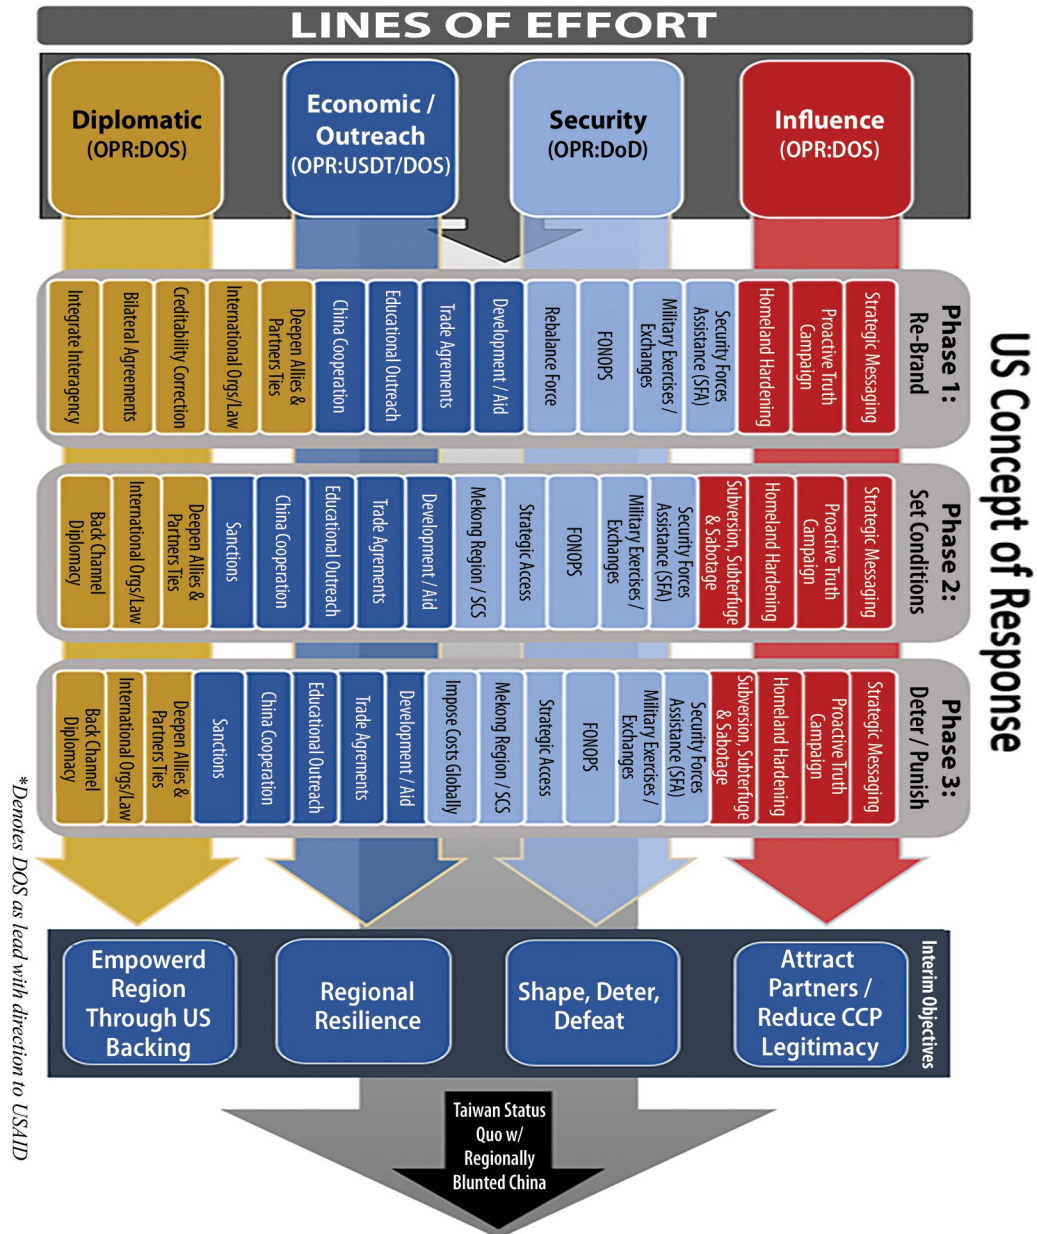 US Concept of Response
LINES OF EFFORT
Diplomatic
(OPR:DOS)
Economic /
Outreach
(OPR:USDT/DOS)
Security
(OPR:DoD)
Influence
(OPR:DOS)
Phase 1:
Re-Brand
Integrate Interagency
Bilateral Agreements
Creditability Correction
International Orgs/Law
Deepen Allies &
Partners Ties
China Cooperation
Educational Outreach
Trade Agreements
Development / Aid
Rebalance Force
FONOPS
Military Exercises /
Exchanges
Security Forces
Assistance (SFA)
Homeland Hardening
Proactive Truth
Campaign
Strategic Messaging
Phase 2:
Set Conditions
Back Channel
Diplomacy
International Orgs/Law
Deepen Allies &
Partners Ties
Sanctions
China Cooperation
Educational Outreach
Trade Agreements
Development / Aid
Mekong Region / SCS
Strategic Access
FONOPS
Military Exercises /
Exchanges
Security Forces
Assistance (SFA)
Subversion, Subterfuge
& Sabotage
Homeland Hardening
Proactive Truth
Campaign
Strategic Messaging
Phase 3:
Deter / Punish
Back Channel
Diplomacy
International Orgs/Law
Deepen Allies &
Partners Ties
Sanctions
China Cooperation
Educational Outreach
Trade Agreements
Development / Aid
Impose Costs Globally
Mekong Region / SCS
Strategic Access
FONOPS
Military Exercises /
Exchanges
Security Forces
Assistance (SFA)
Subversion, Subterfuge
& Sabotage
Homeland Hardening
Proactive Truth
Campaign
Strategic Messaging
Interim Objectives
Empowerd
Region
Through US
Backing
Regional
Resilience
Shape, Deter,
Defeat
Attract
Partners /
Reduce CCP
Legitimacy
Taiwan Status
Quo w/
Regionally
Blunted China
*Denotes DOS as lead with direction to USAID